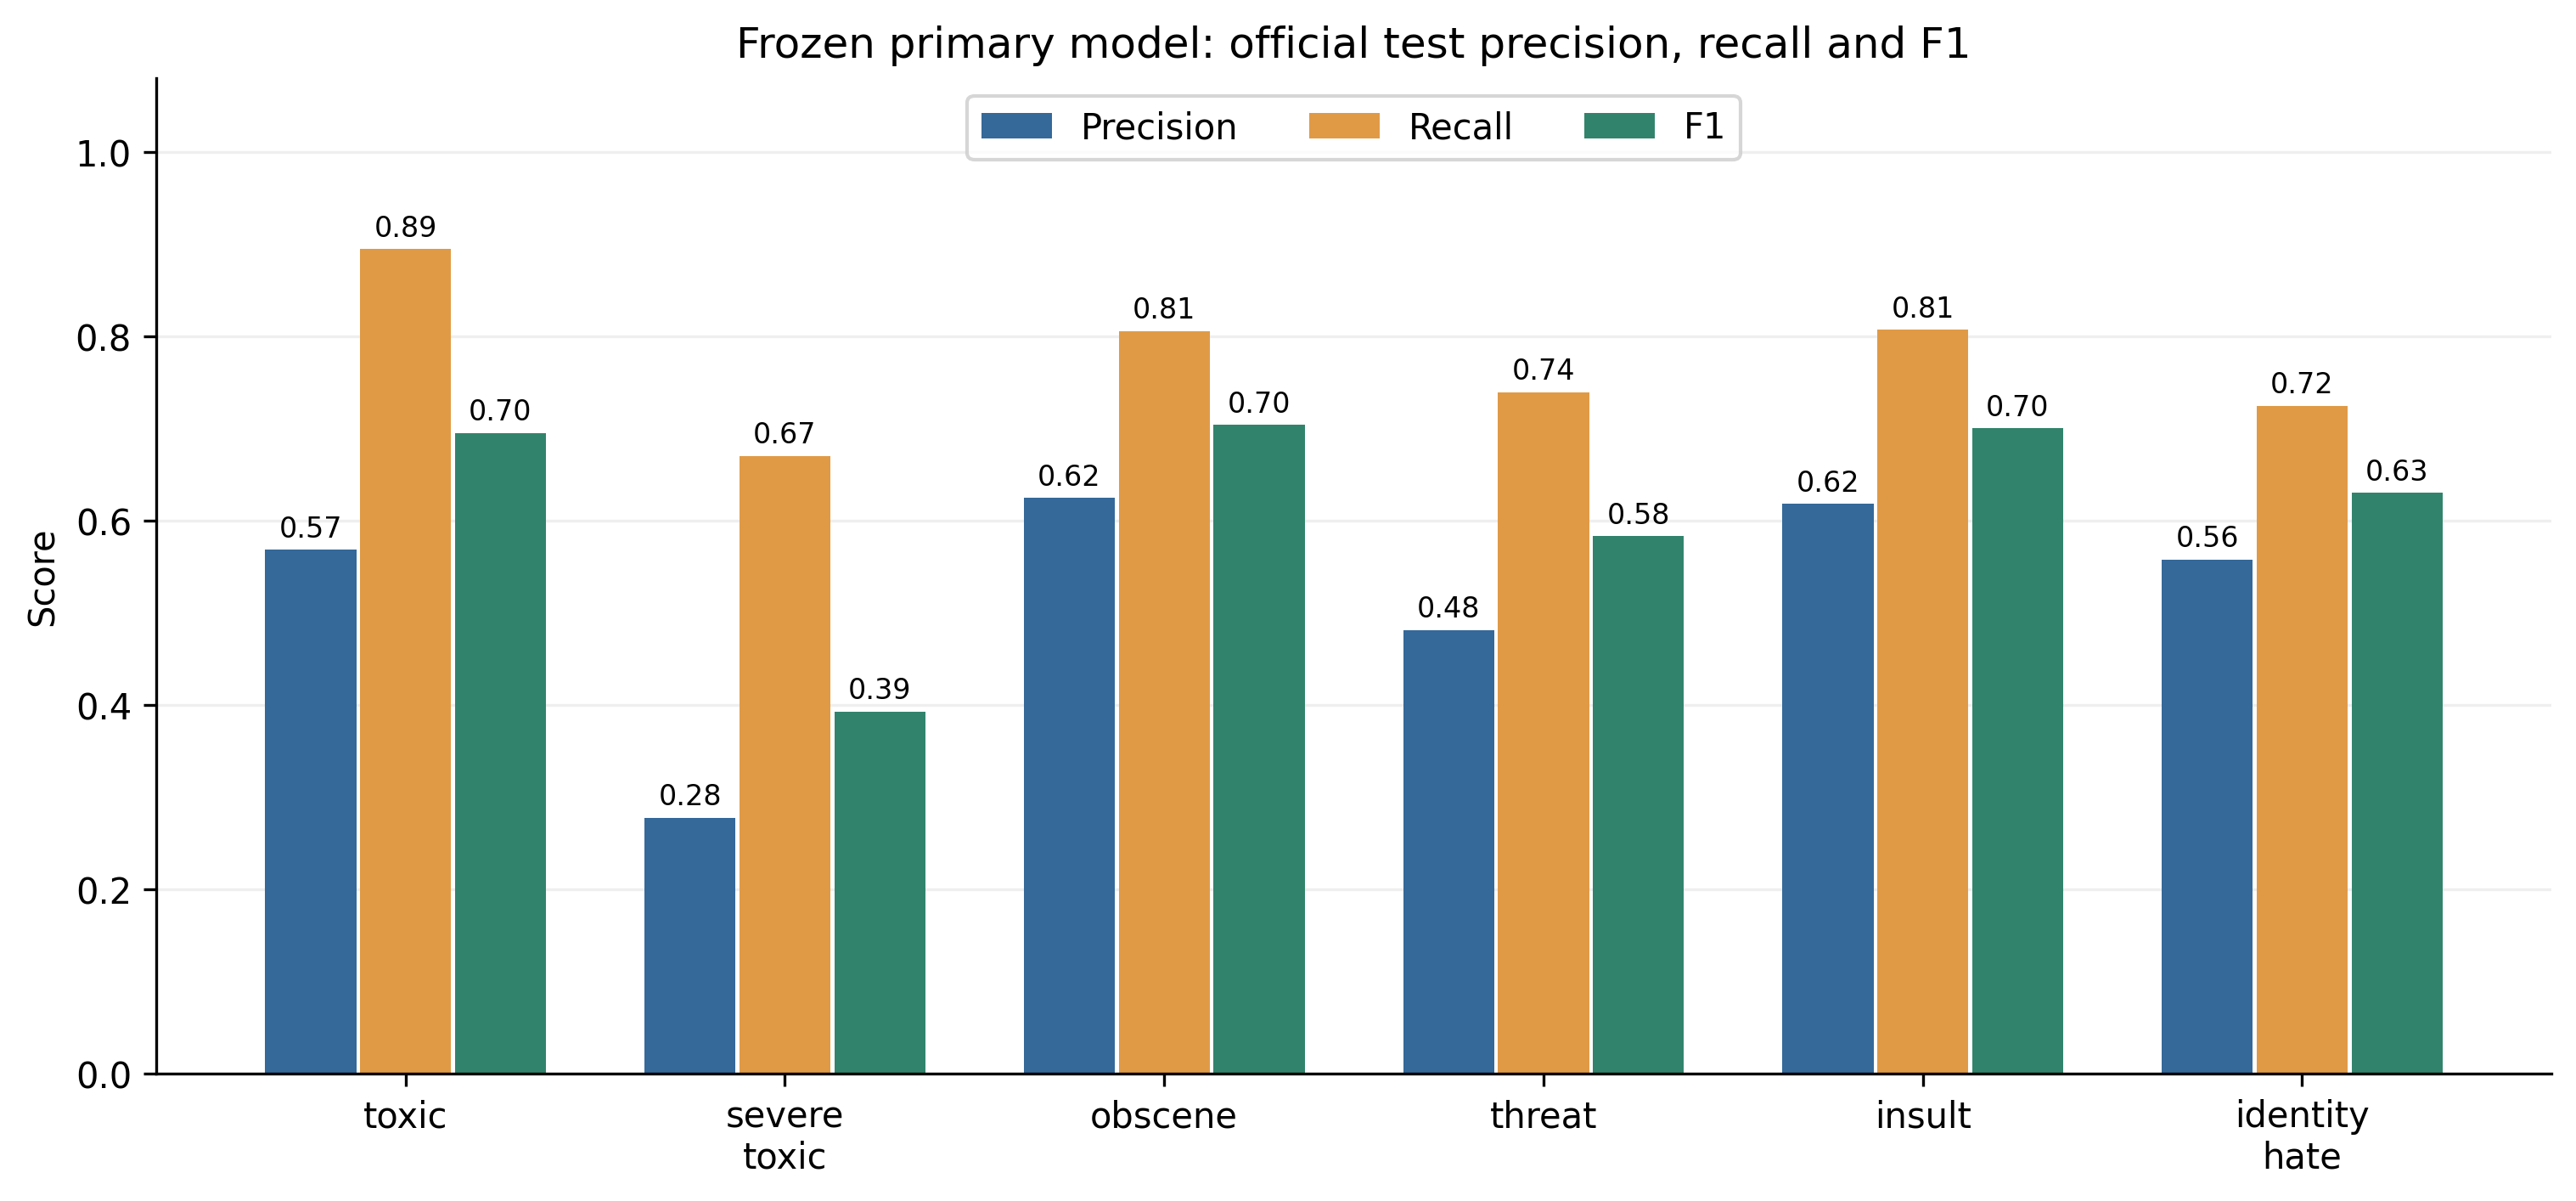 Frozen primary model: official test precision, recall and F1
Precision Recall F1
Score
1.0
0.8
0.6
0.4
0.2
0.0
0.57 0.89 0.70
0.28 0.67 0.39
0.62 0.81 0.70
0.48 0.74 0.58
0.62 0.81 0.70
0.56 0.72 0.63
toxic
severe
toxic
obscene
threat
insult
identity
hate